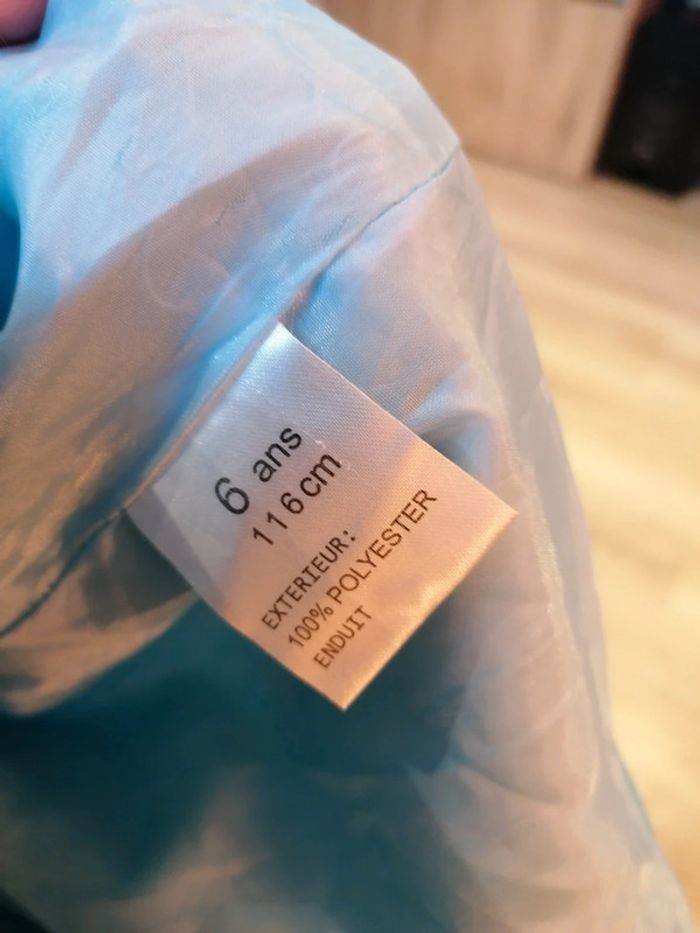 6 ans
116cm
EXTERIEUR:
100% POLYESTER
ENDUIT